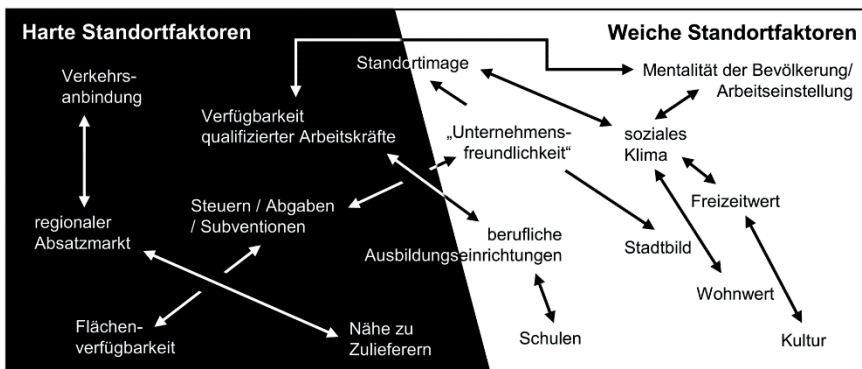 Harte Standortfaktoren
Weiche Standortfaktoren
Verkehrs-
anbindung
Standortimage
Mentalität der Bevölkerung/
Arbeitseinstellung
Verfügbarkeit
qualifizierter Arbeitskräfte
„Unternehmens-
freundlichkeit“
soziales
Klima
regionaler
Absatzmarkt
Steuern / Abgaben
/ Subventionen
berufliche
Ausbildungseinrichtungen
Freizeitwert
Stadtbild
Wohnwert
Flächen-
verfügbarkeit
Nähe zu
Zulieferern
Schulen
Kultur